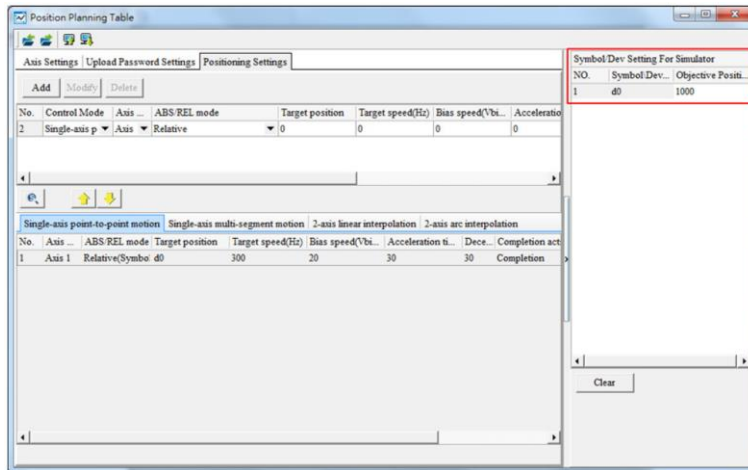 Position Planning Table
Axis Settings Upload Password Settings Positioning Settings
Add Modify Delete
No. Control Mode Axis ... ABS/REL mode Target position Target speed(Hz) Bias speed(Vbi... Acceleratio
2 Single-axis p Axis Relative 0 0 0 0
Single-axis point-to-point motion Single-axis multi-segment motion 2-axis linear interpolation 2-axis arc interpolation
No. Axis ... ABS/REL mode Target position Target speed(Hz) Bias speed(Vbi... Acceleration ti... Dece... Completion acti
1 Axis 1 Relative(Symbol d0 300 20 30 30 Completion
Symbol/Dev Setting For Simulator
NO. Symbol/Dev... Objective Positi...
1 d0 1000
Clear